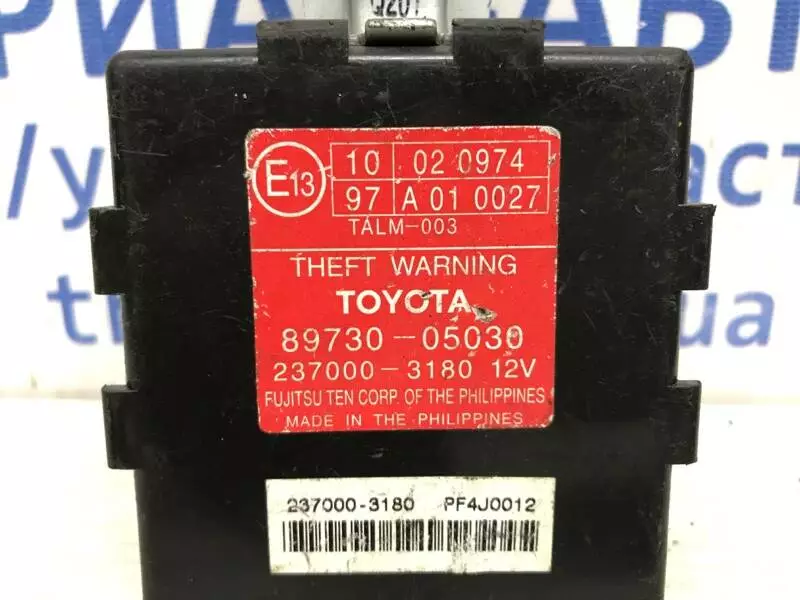 Q201
E13
10 02 0974
97 A 01 0027
TALM-003
THEFT WARNING
TOYOTA
89730-05030
237000-3180 12V
FUJITSU TEN CORP. OF THE PHILIPPINES
MADE IN THE PHILIPPINES
237000-3180 PF4J0012